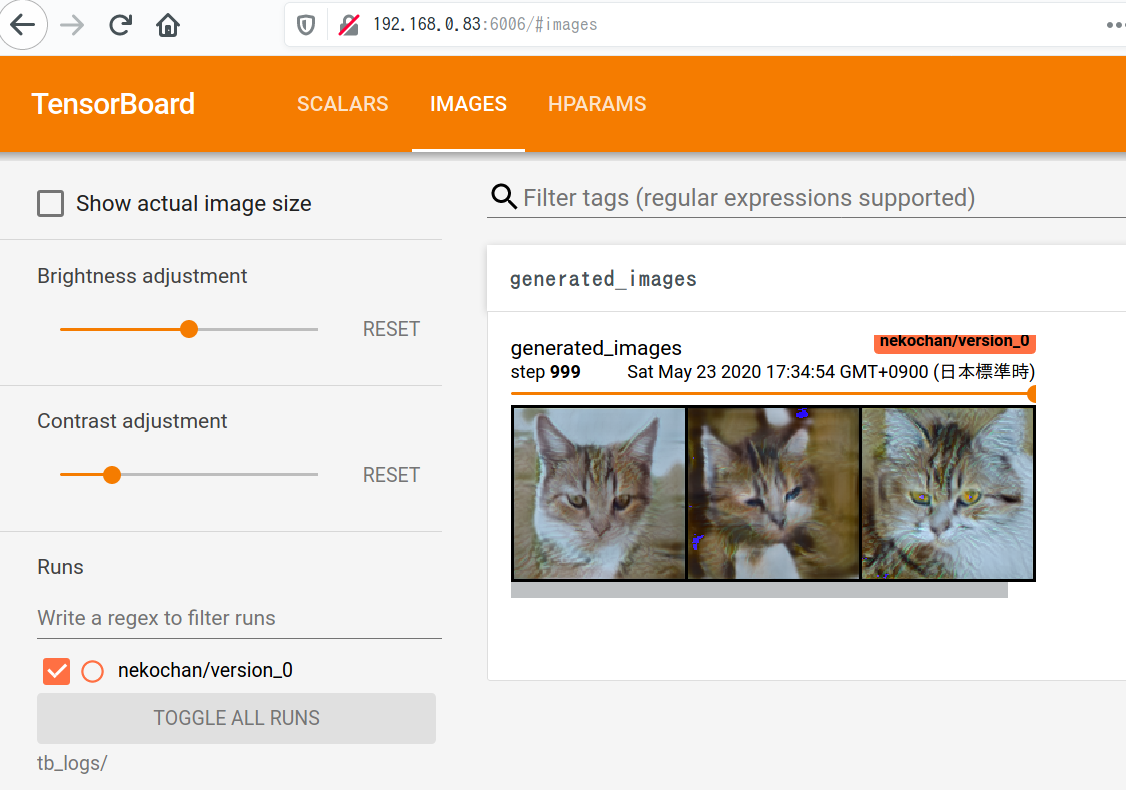 192.168.0.83:6006/#images
TensorBoard
SCALARS
IMAGES
HPARAMS
Show actual image size
Brightness adjustment
RESET
Contrast adjustment
RESET
Runs
Write a regex to filter runs
nekochan/version_0
TOGGLE ALL RUNS
tb_logs/
Filter tags (regular expressions supported)
generated_images
generated_images
nekochan/version_0
step 999
Sat May 23 2020 17:34:54 GMT+0900 (日本標準時)